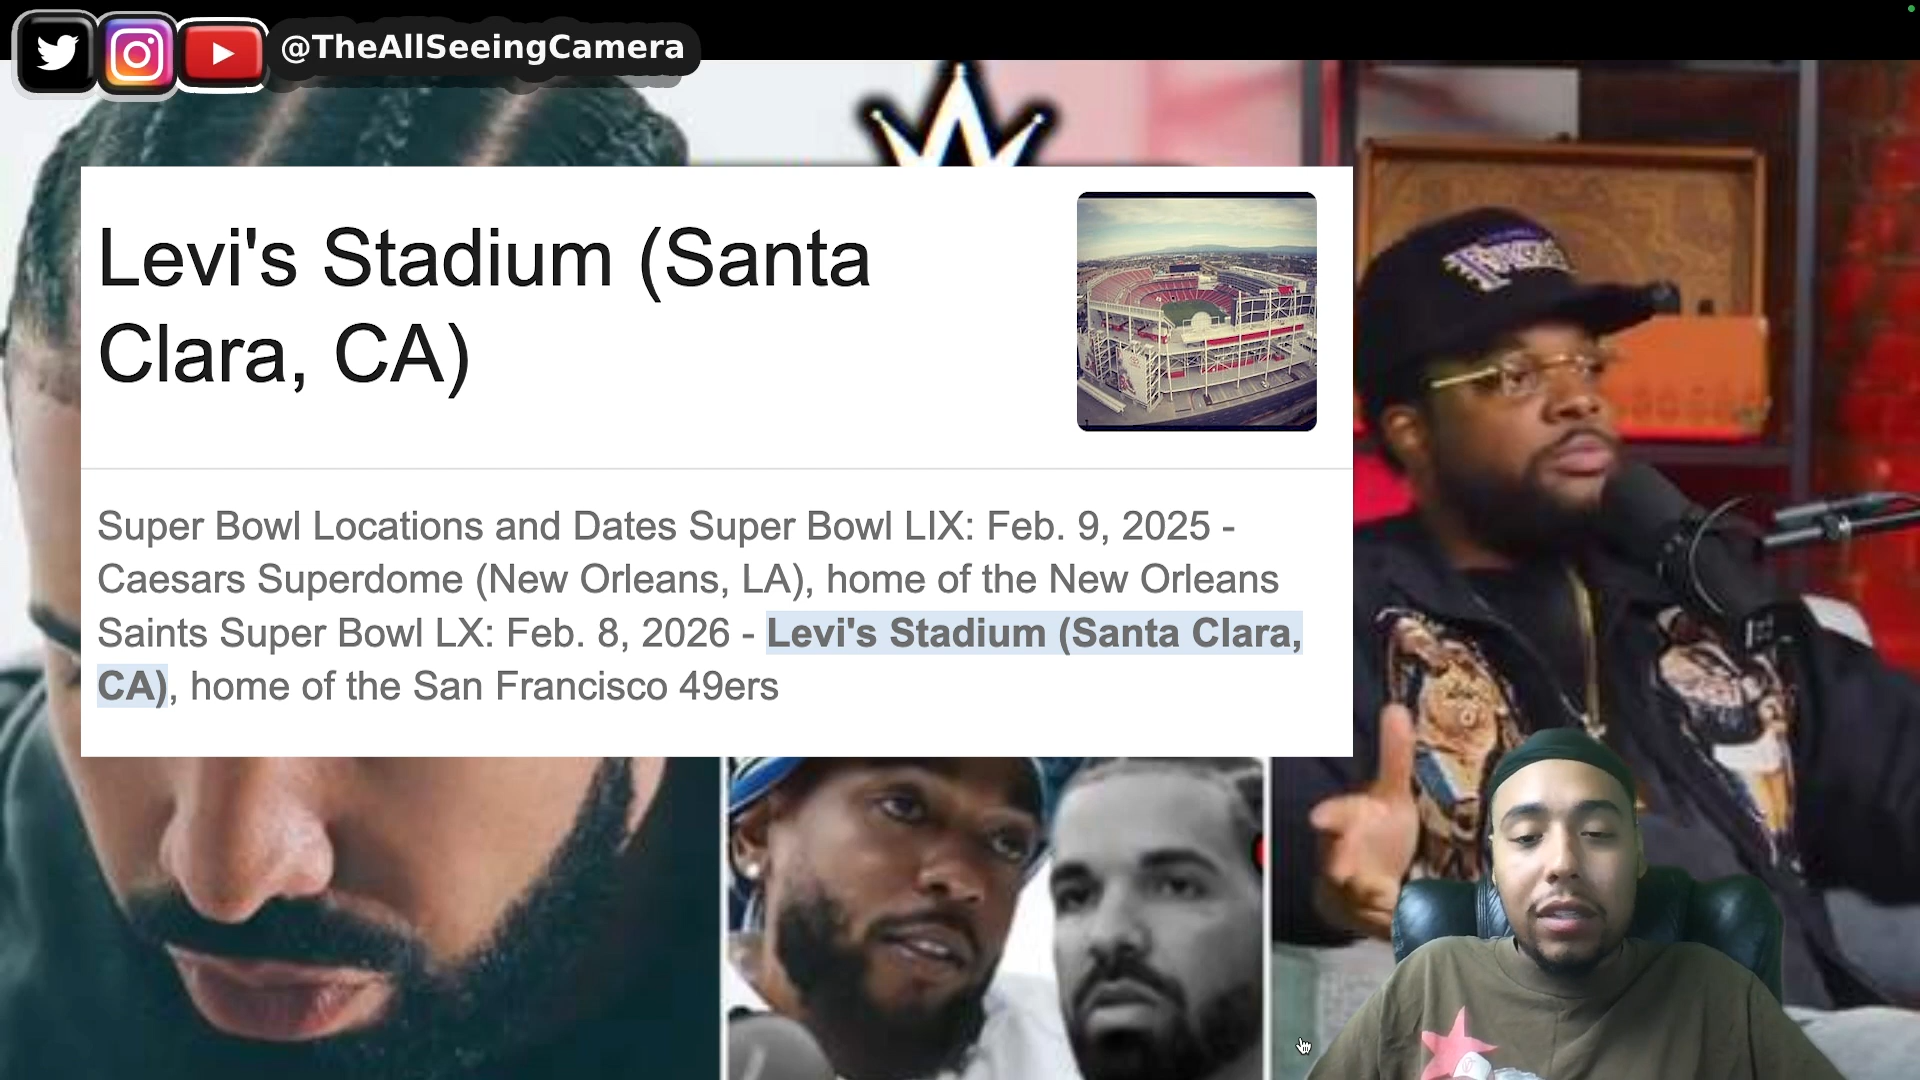 @TheAllSeeingCamera
Levi's Stadium (Santa
Clara, CA)
Super Bowl Locations and Dates Super Bowl LIX: Feb. 9, 2025 -
Caesars Superdome (New Orleans, LA), home of the New Orleans
Saints Super Bowl LX: Feb. 8, 2026 - Levi's Stadium (Santa Clara,
CA), home of the San Francisco 49ers